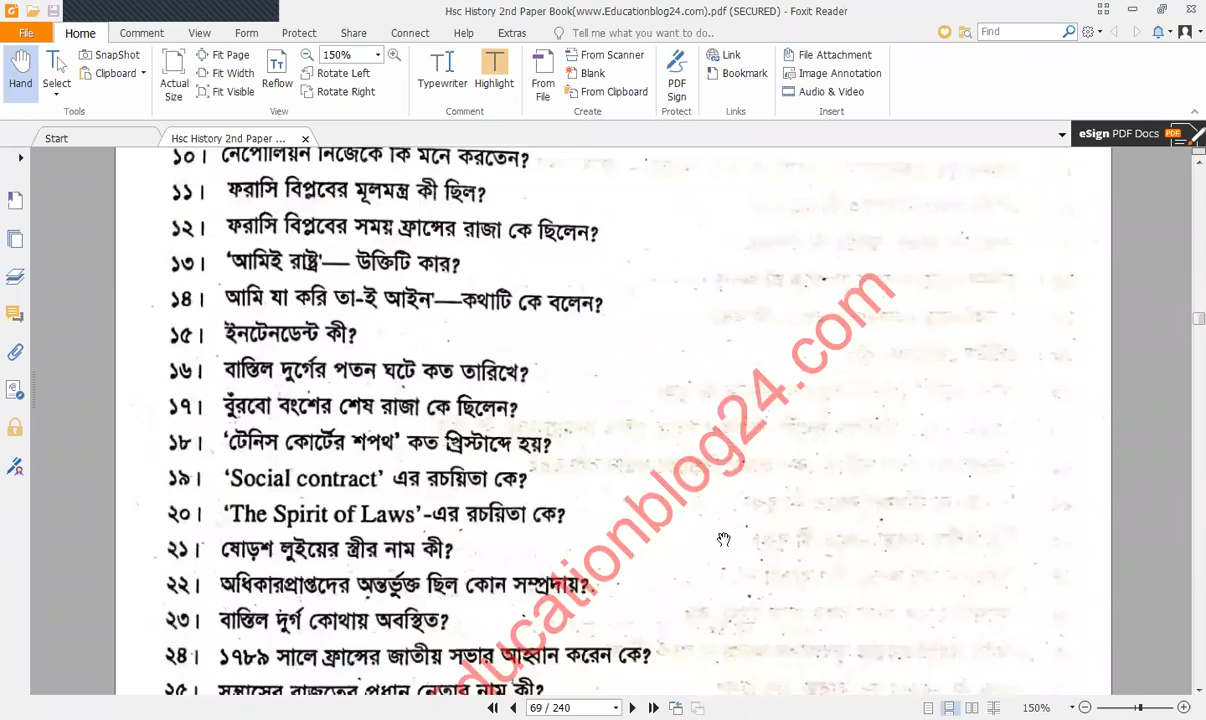 Hsc History 2nd Paper Book(www.Educationblog24.com).pdf (SECURED) - Foxit Reader
File Home Comment View Form Protect Share Connect Help Extras Tell me what you want to do.. Find
Hand
Select
SnapShot
Clipboard
Actual Size
Fit Page
Fit Width
Fit Visible
Reflow
150%
Rotate Left
Rotate Right
Typewriter
Highlight
From File
From Scanner
Blank
From Clipboard
PDF Sign
Link
Bookmark
File Attachment
Image Annotation
Audio & Video
Tools View Comment Create Protect Links Insert
Start Hsc History 2nd Paper ... eSign PDF Docs PDF
১০। নেপোলিয়ন নিজেকে কি মনে করতেন?
১১। ফরাসি বিপ্লবের মূলমন্ত্র কী ছিল?
১২। ফরাসি বিপ্লবের সময় ফ্রান্সের রাজা কে ছিলেন?
১৩। ‘আমিই রাষ্ট্র’— উক্তিটি কার?
১৪। আমি যা করি তা-ই আইন’—কথাটি কে বলেন?
১৫। ইনটেনডেন্ট কী?
১৬। বাস্তিল দুর্গের পতন ঘটে কত তারিখে?
১৭। বুঁরবো বংশের শেষ রাজা কে ছিলেন?
১৮। ‘টেনিস কোর্টের শপথ’ কত খ্রিস্টাব্দে হয়?
১৯। ‘Social contract’ এর রচয়িতা কে?
২০। ‘The Spirit of Laws’-এর রচয়িতা কে?
২১। ষোড়শ লুইয়ের স্ত্রীর নাম কী?
২২। অধিকারপ্রাপ্তদের অন্তর্ভুক্ত ছিল কোন সম্প্রদায়?
২৩। বাস্তিল দুর্গ কোথায় অবস্থিত?
২৪। ১৭৮৯ সালে ফ্রান্সের জাতীয় সভার আহ্বান করেন কে?
২৫। সন্ত্রাসের রাজত্বের প্রধান নেতার নাম কী?
educationblog24.com
69 / 240 150%